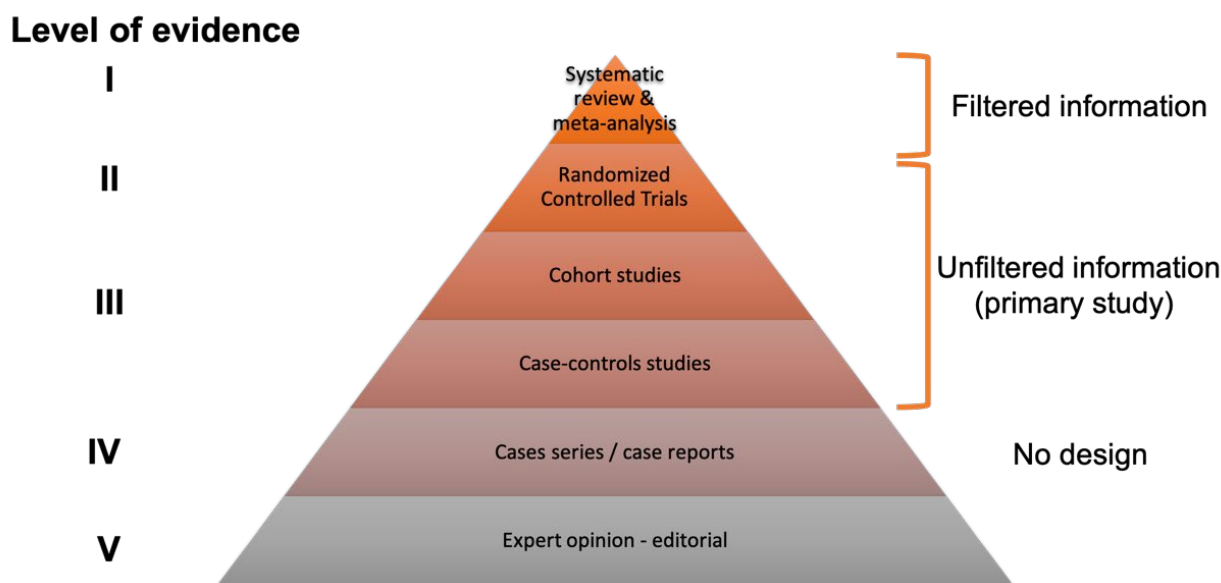 Level of evidence
I
Systematic
review &
meta-analysis
Filtered information
II
Randomized
Controlled Trials
III
Cohort studies
Unfiltered information
(primary study)
Case-controls studies
IV
Cases series / case reports
No design
V
Expert opinion - editorial